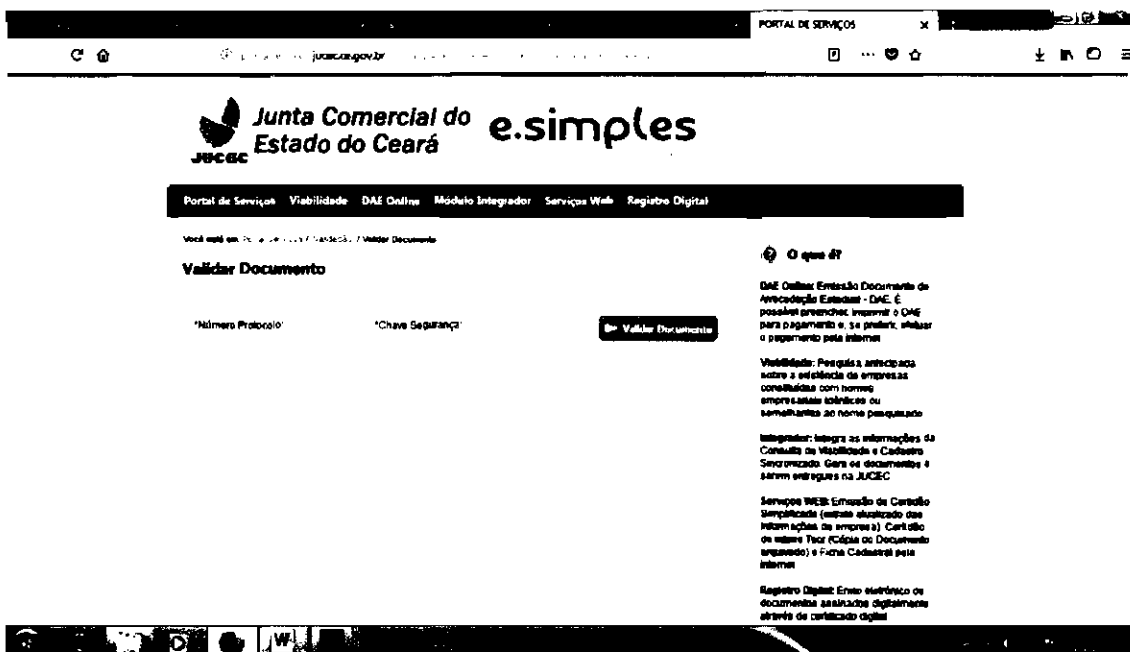 PORTAL DE SERVIÇOS
gov.br
Junta Comercial do
Estado do Ceará
JUCEC
e.simples
Portal de Serviços Viabilidade DAE Online Módulo Integrador Serviços Web Registro Digital
Você está em / Validar Documento
Validar Documento
*Número Protocolo*
*Chave Segurança*
Validar Documento
O que é?
DAE Online: Emissão Documento de
Arrecadação Estadual - DAE. É
possível preencher, imprimir o DAE
para pagamento e, se preferir, efetuar
o pagamento pela internet
Viabilidade: Pesquisa antecipada
sobre a existência de empresas
constituídas com nomes
empresariais idênticos ou
semelhantes ao nome pesquisado
Integrador: Integra as informações da
Consulta de Viabilidade e Cadastro
Sincronizado. Gera os documentos a
serem entregues na JUCEC
Serviços WEB: Emissão de Certidão
Simplificada (extrato atualizado das
informações da empresa), Certidão
de Inteiro Teor (Cópia do Documento
arquivado) e Ficha Cadastral pela
internet
Registro Digital: Envio eletrônico de
documentos assinados digitalmente
através de certificado digital
W